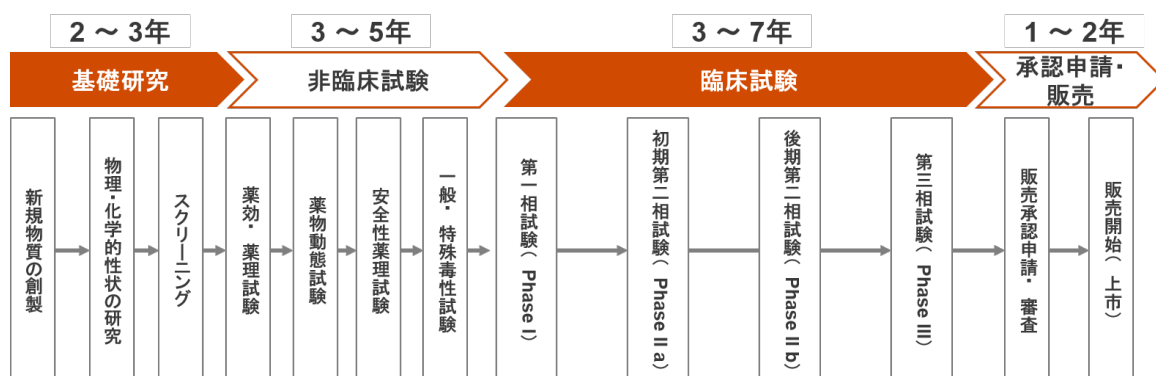 2 ～ 3年
3 ～ 5年
3 ～ 7年
1 ～ 2年
基礎研究
非臨床試験
臨床試験
承認申請・
販売
新規物質の創製
物理・化学的性状の研究
スクリーニング
薬効・ 薬理試験
薬物動態試験
安全性薬理試験
一般・ 特殊毒性試験
第一相試験（ Phase I）
初期第二相試験（ Phase II a）
後期第二相試験（ Phase II b）
第三相試験（ Phase III）
販売承認申請・ 審査
販売開始（ 上市）